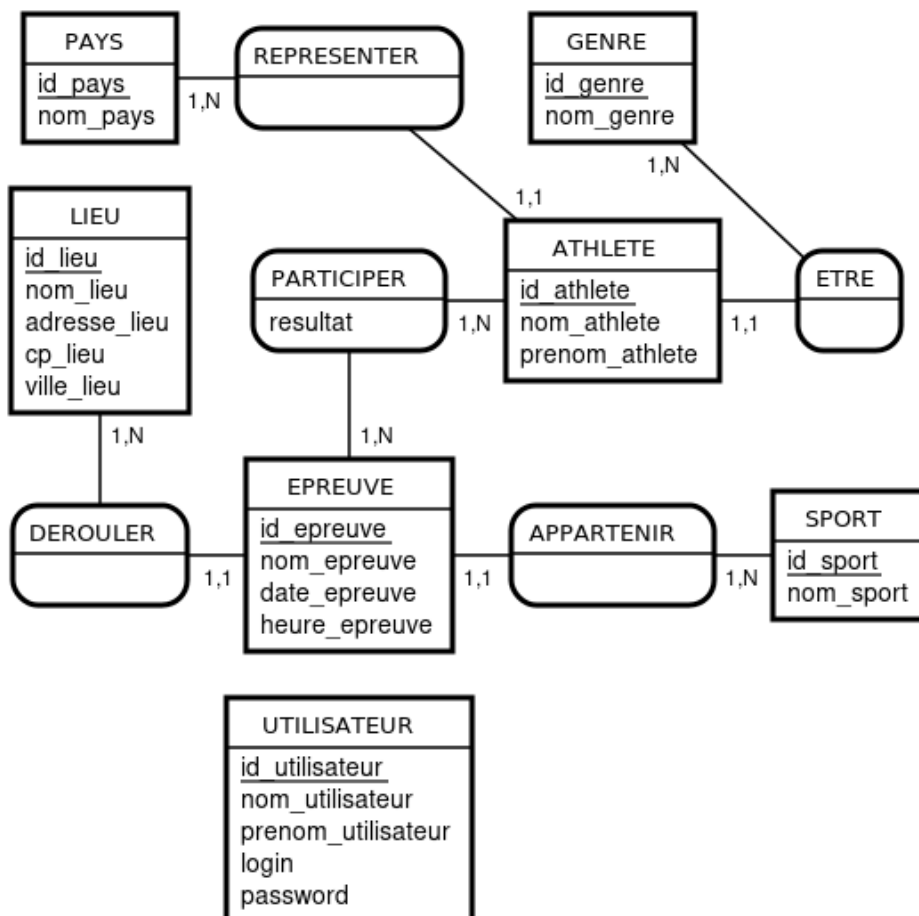 PAYS
id_pays
nom_pays
1,N
REPRESENTER
GENRE
id_genre
nom_genre
1,N
1,1
LIEU
id_lieu
nom_lieu
adresse_lieu
cp_lieu
ville_lieu
1,N
PARTICIPER
resultat
1,N
1,N
ATHLETE
id_athlete
nom_athlete
prenom_athlete
1,1
ETRE
DEROULER
1,1
EPREUVE
id_epreuve
nom_epreuve
date_epreuve
heure_epreuve
1,1
APPARTENIR
1,N
SPORT
id_sport
nom_sport
UTILISATEUR
id_utilisateur
nom_utilisateur
prenom_utilisateur
login
password